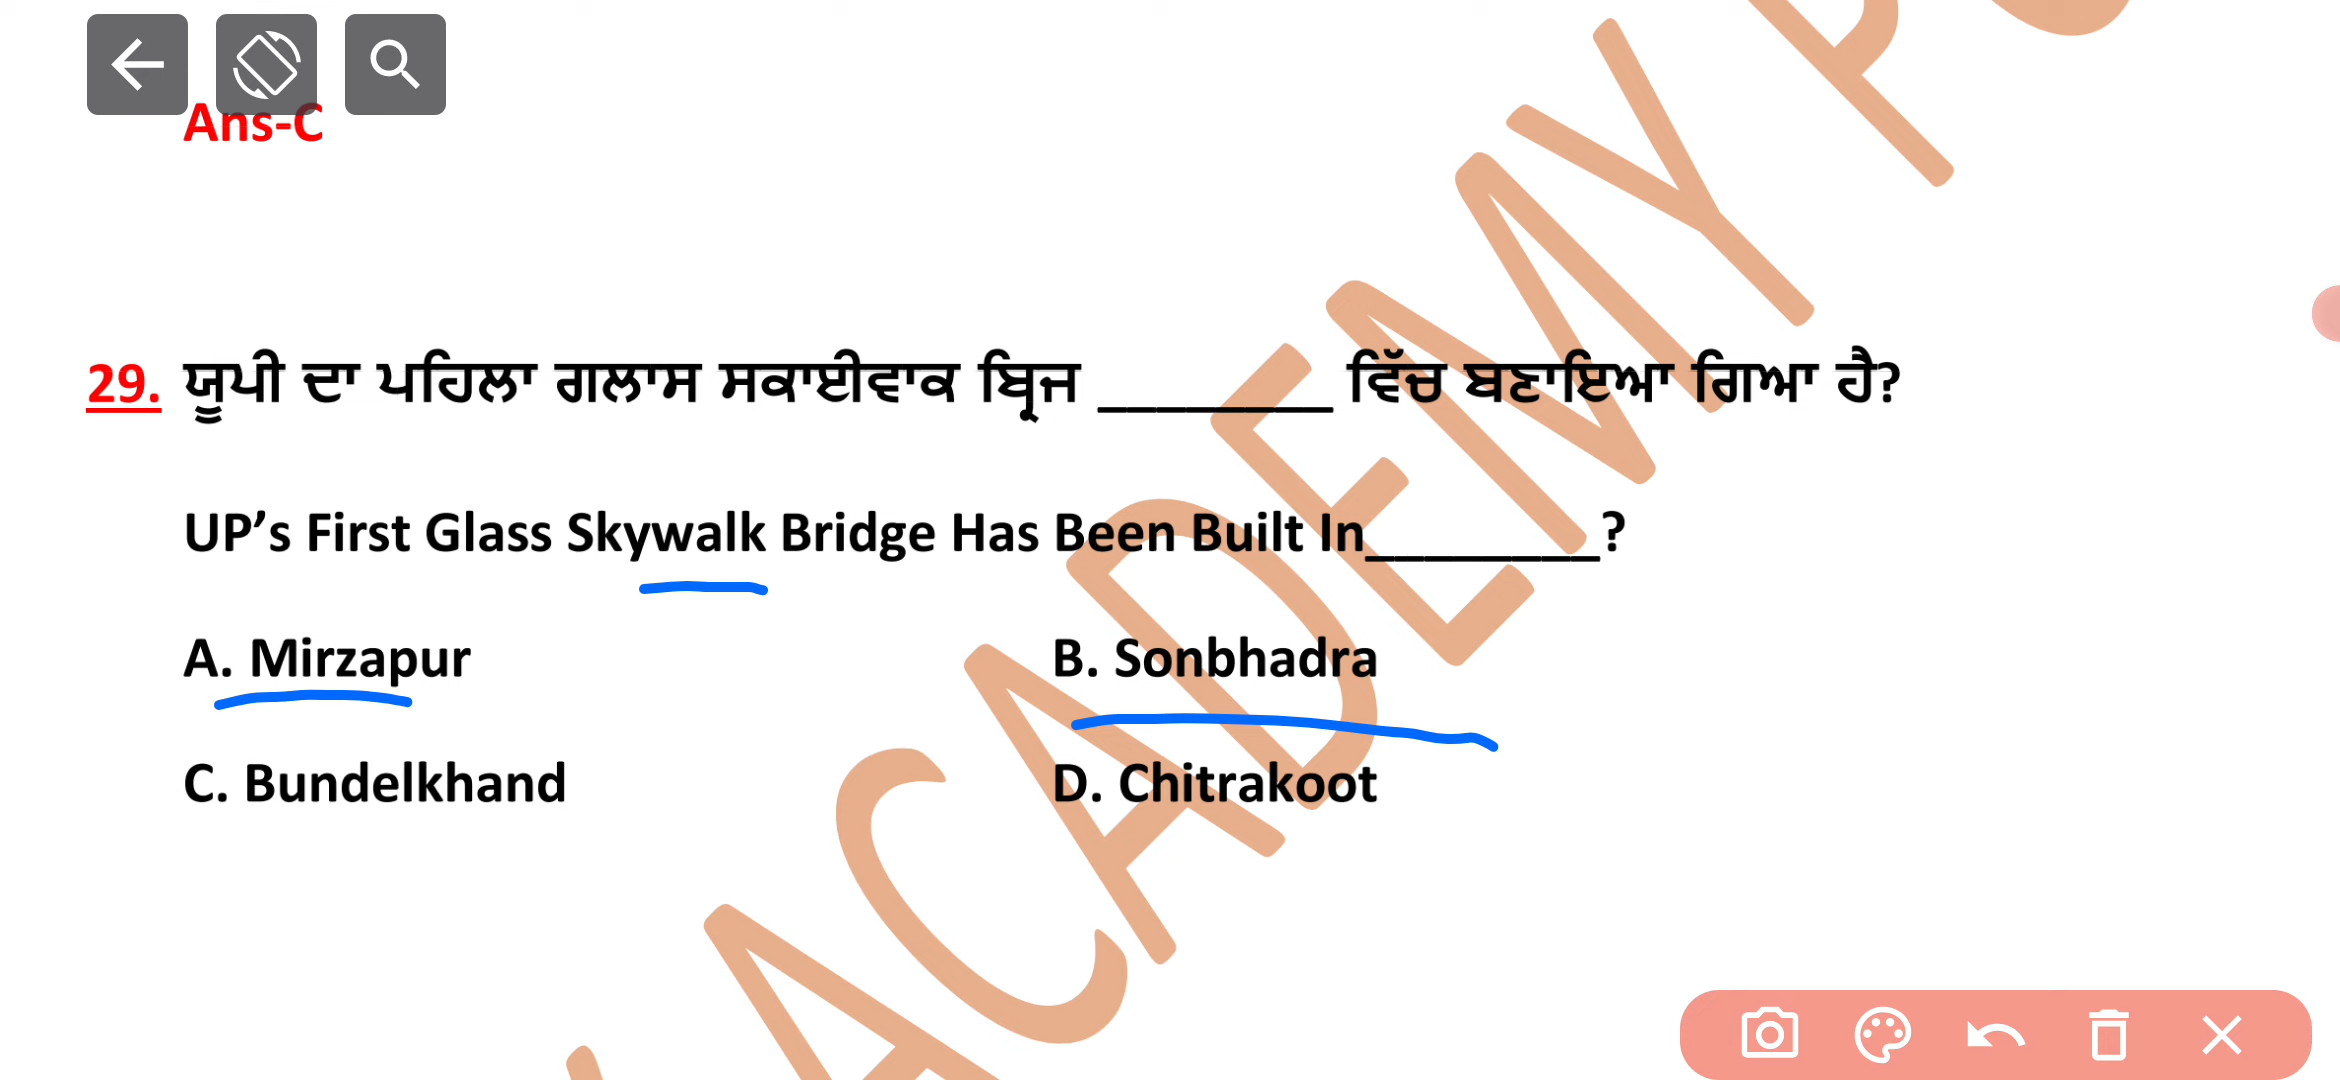 Ans-C
29. ਯੂਪੀ ਦਾ ਪਹਿਲਾ ਗਲਾਸ ਸਕਾਈਵਾਕ ਬ੍ਰਿਜ ________ ਵਿੱਚ ਬਣਾਇਆ ਗਿਆ ਹੈ?
UP’s First Glass Skywalk Bridge Has Been Built In________?
A. Mirzapur B. Sonbhadra
C. Bundelkhand D. Chitrakoot
ACADEMY